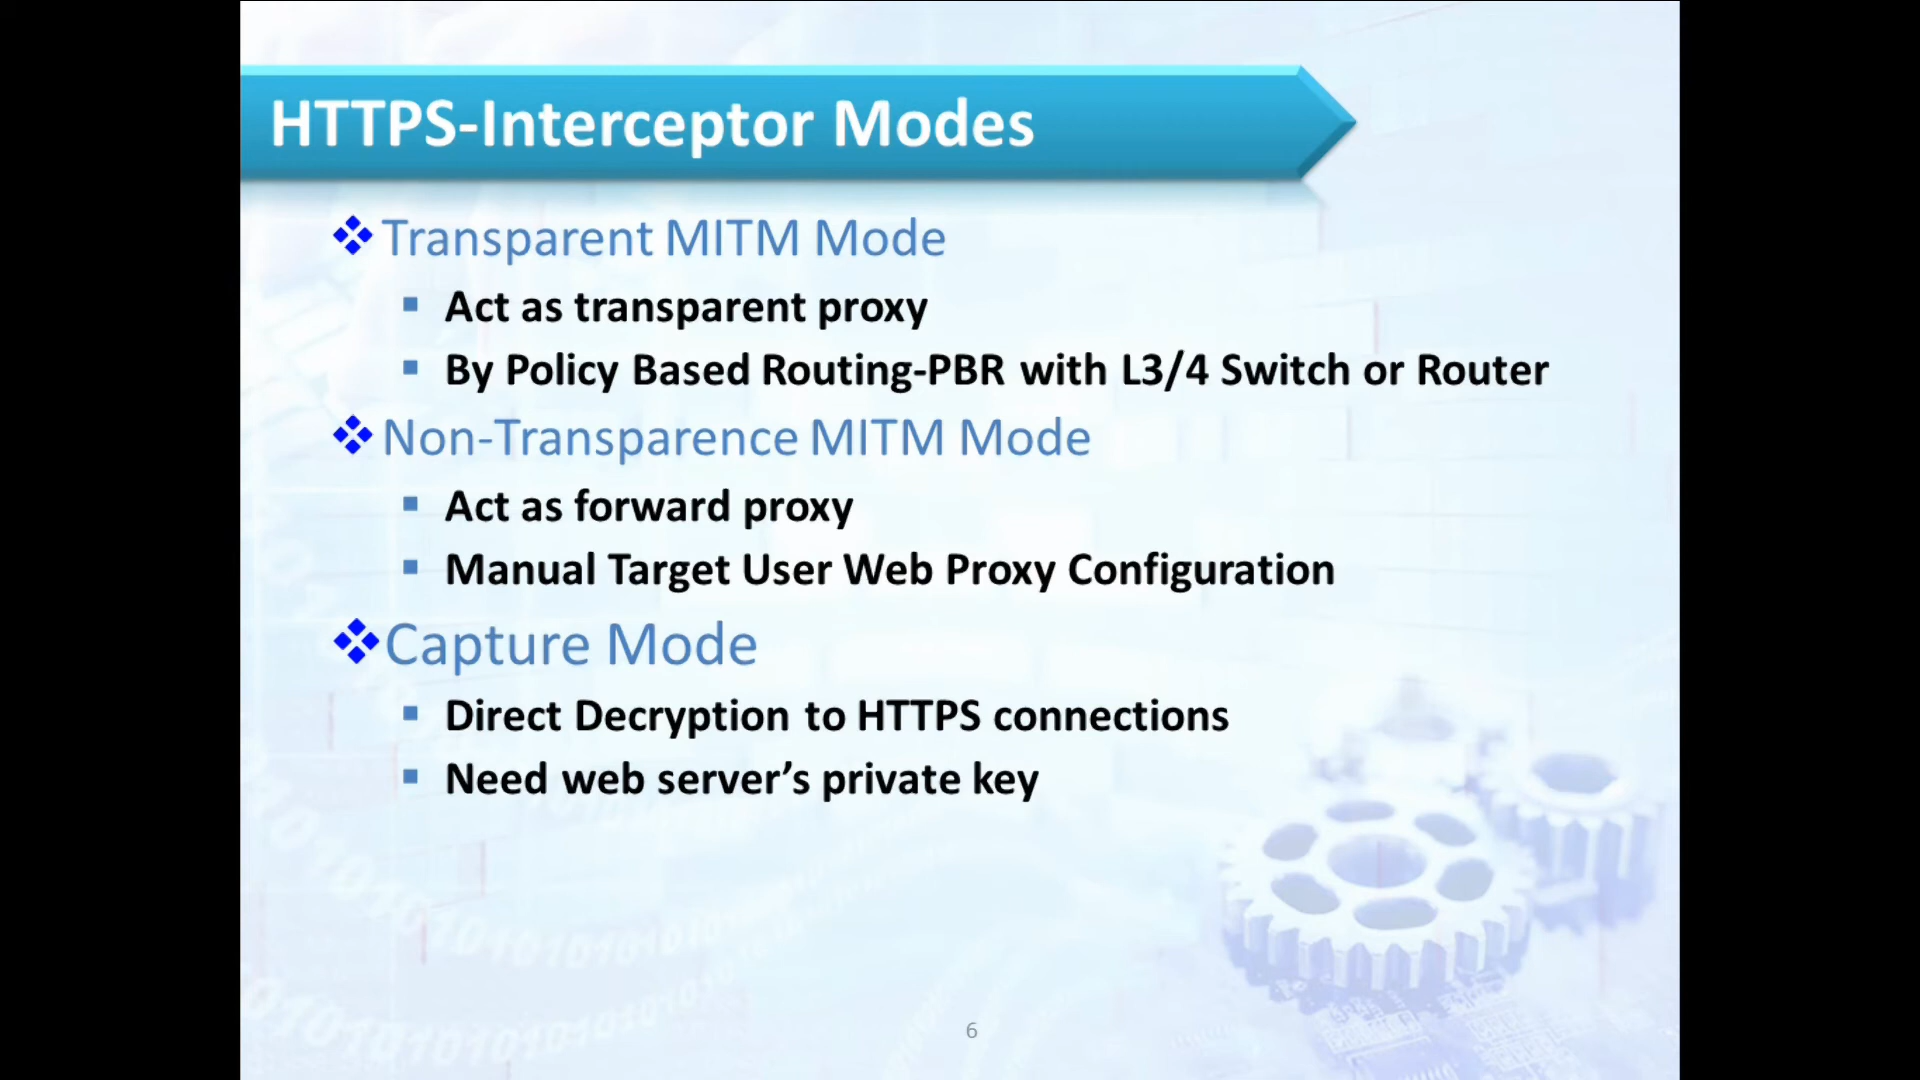 HTTPS-Interceptor Modes
Transparent MITM Mode
Act as transparent proxy
By Policy Based Routing-PBR with L3/4 Switch or Router
Non-Transparence MITM Mode
Act as forward proxy
Manual Target User Web Proxy Configuration
Capture Mode
Direct Decryption to HTTPS connections
Need web server’s private key
6